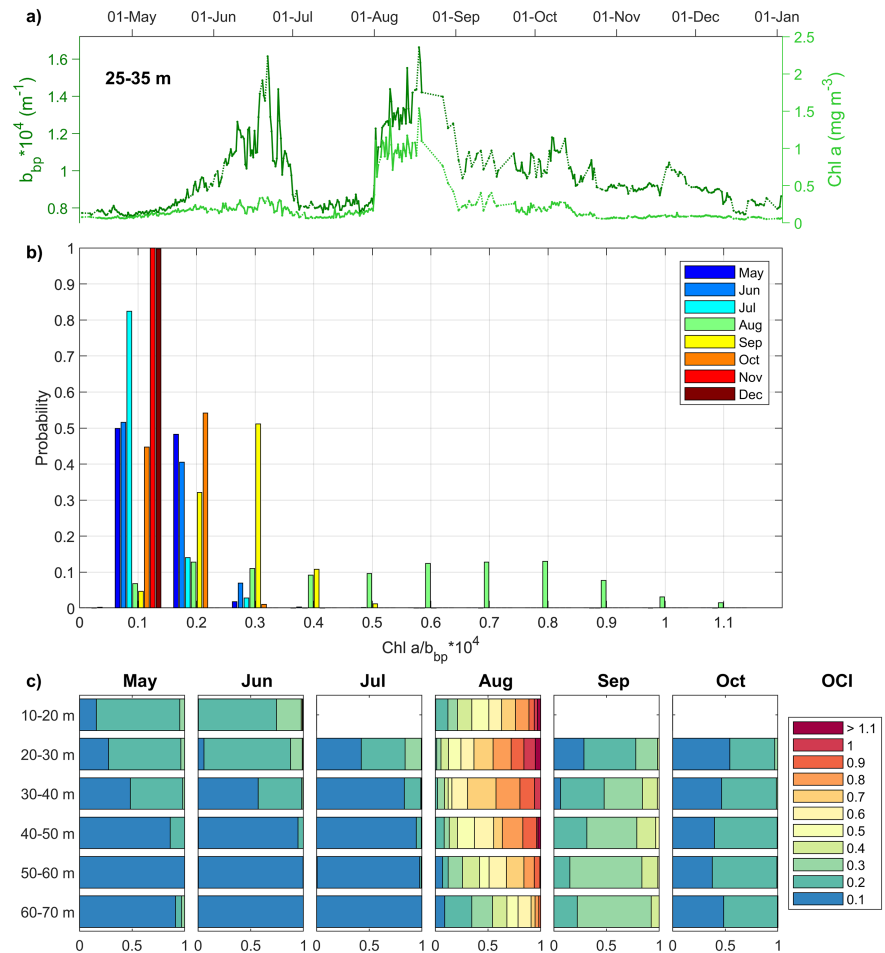 a)
01-May 01-Jun 01-Jul 01-Aug 01-Sep 01-Oct 01-Nov 01-Dec 01-Jan
25-35 m
b_bp*10^4 (m^-1)
1.6
1.4
1.2
1
0.8
Chl a (mg m^-3)
2.5
2
1.5
1
0.5
0
b)
Probability
1
0.9
0.8
0.7
0.6
0.5
0.4
0.3
0.2
0.1
0
May
Jun
Jul
Aug
Sep
Oct
Nov
Dec
0 0.1 0.2 0.3 0.4 0.5 0.6 0.7 0.8 0.9 1 1.1
Chl a/b_bp*10^4
c) May Jun Jul Aug Sep Oct OCI
10-20 m
20-30 m
30-40 m
40-50 m
50-60 m
60-70 m
> 1.1
1
0.9
0.8
0.7
0.6
0.5
0.4
0.3
0.2
0.1
0 0.5 1 0 0.5 1 0 0.5 1 0 0.5 1 0 0.5 1 0 0.5 1